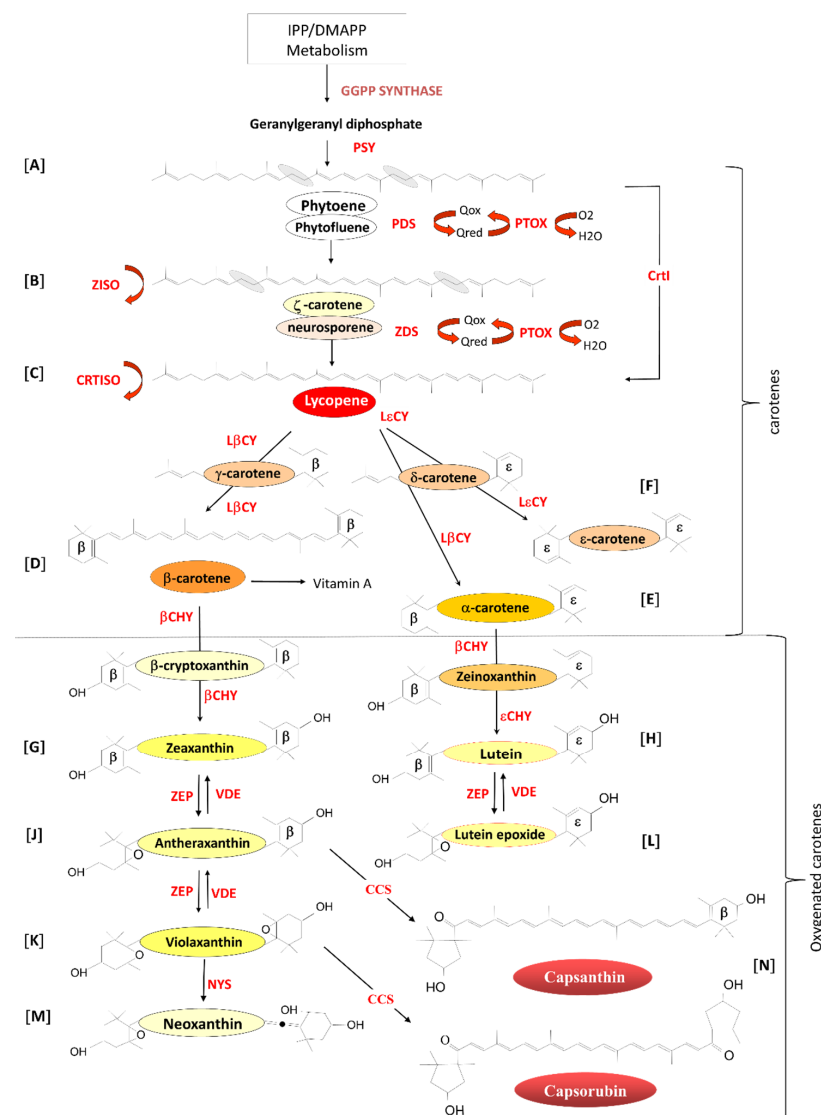 IPP/DMAPP
Metabolism
GGPP SYNTHASE
Geranylgeranyl diphosphate
PSY
[A]
Phytoene
Phytofluene
PDS
Qox
Qred
PTOX
O2
H2O
CrtI
[B]
ZISO
ζ-carotene
neurosporene
ZDS
Qox
Qred
PTOX
O2
H2O
[C]
CRTISO
Lycopene
LεCY
carotenes
LβCY
β
γ-carotene
δ-carotene
ε
[F]
LβCY
LεCY
β
β
LβCY
ε
ε-carotene
ε
[D]
β-carotene
Vitamin A
β
α-carotene
ε
[E]
βCHY
βCHY
β
β-cryptoxanthin
β
OH
β
Zeinoxanthin
ε
OH
βCHY
εCHY
OH
OH
[G]
β
Zeaxanthin
β
OH
β
Lutein
ε
OH
[H]
ZEP
VDE
ZEP
VDE
OH
OH
[J]
OH
O
Antheraxanthin
β
OH
O
Lutein epoxide
ε
[L]
ZEP
VDE
CCS
Oxygenated carotenes
OH
O
β
OH
[K]
OH
Violaxanthin
O
HO
Capsanthin
[N]
NYS
CCS
OH
[M]
OH
O
Neoxanthin
OH
OH
O
O
OH
Capsorubin